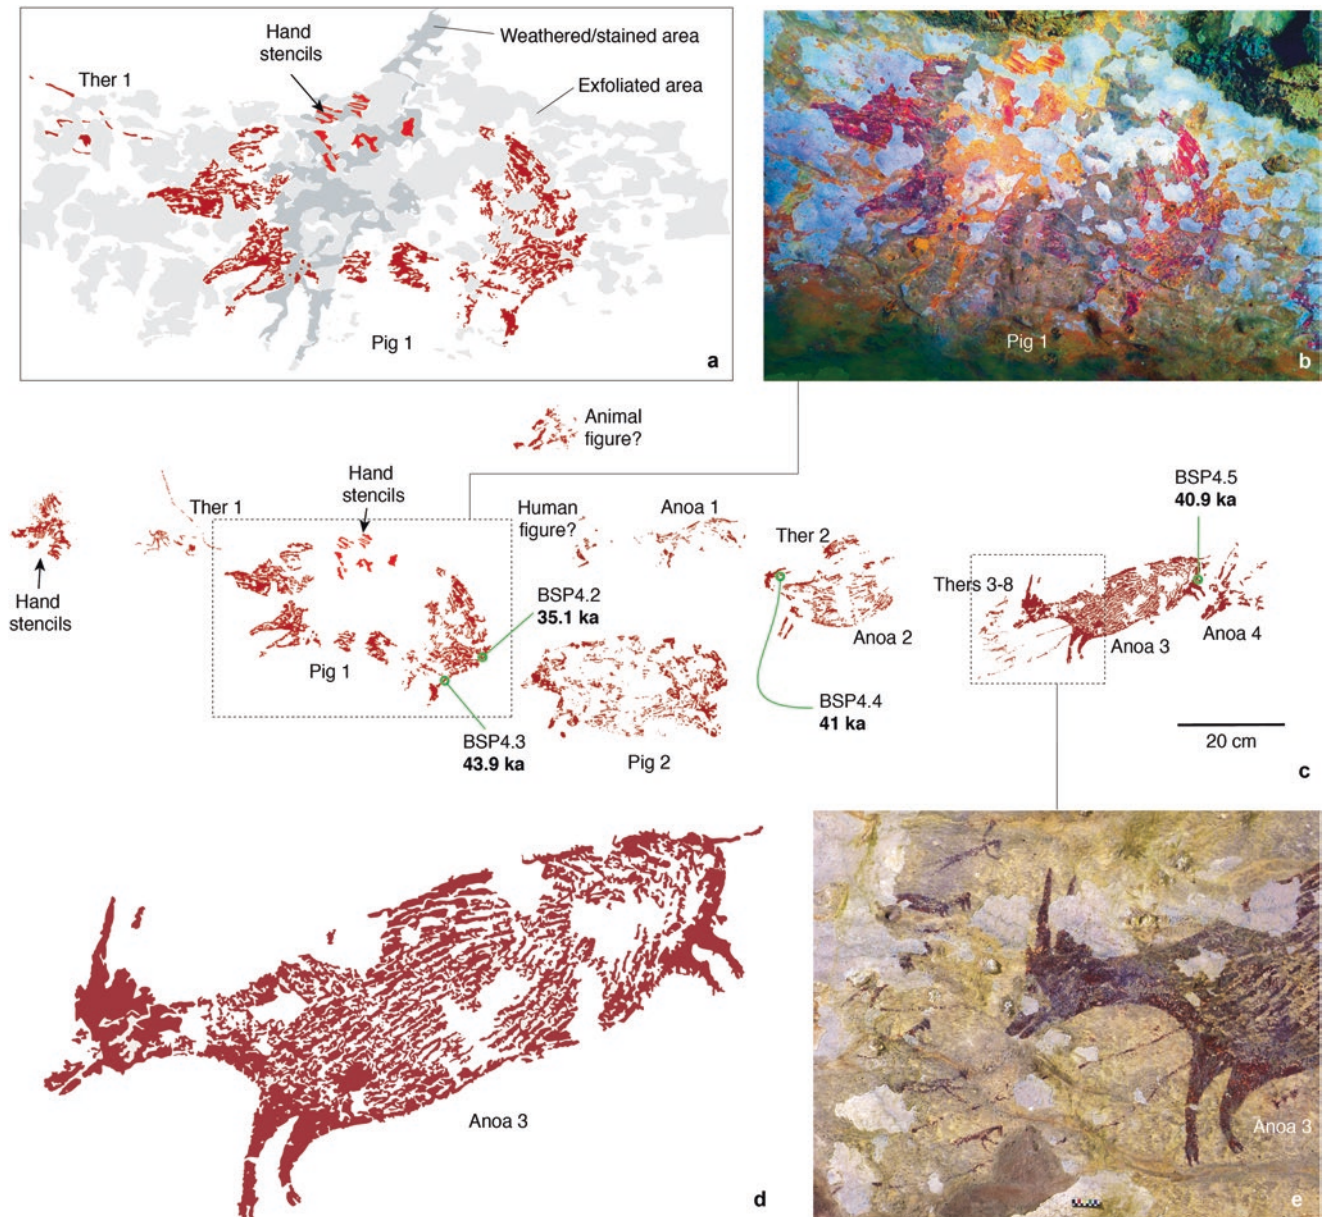 Hand
stencils
Weathered/stained area
Ther 1
Exfoliated area
Pig 1
a
Pig 1
b
Animal
figure?
Hand
stencils
Ther 1
Human
figure?
Anoa 1
Ther 2
BSP4.5
40.9 ka
Thers 3-8
Hand
stencils
BSP4.2
35.1 ka
Anoa 2
Anoa 3
Anoa 4
Pig 1
BSP4.3
43.9 ka
Pig 2
BSP4.4
41 ka
20 cm
c
Anoa 3
d
Anoa 3
e